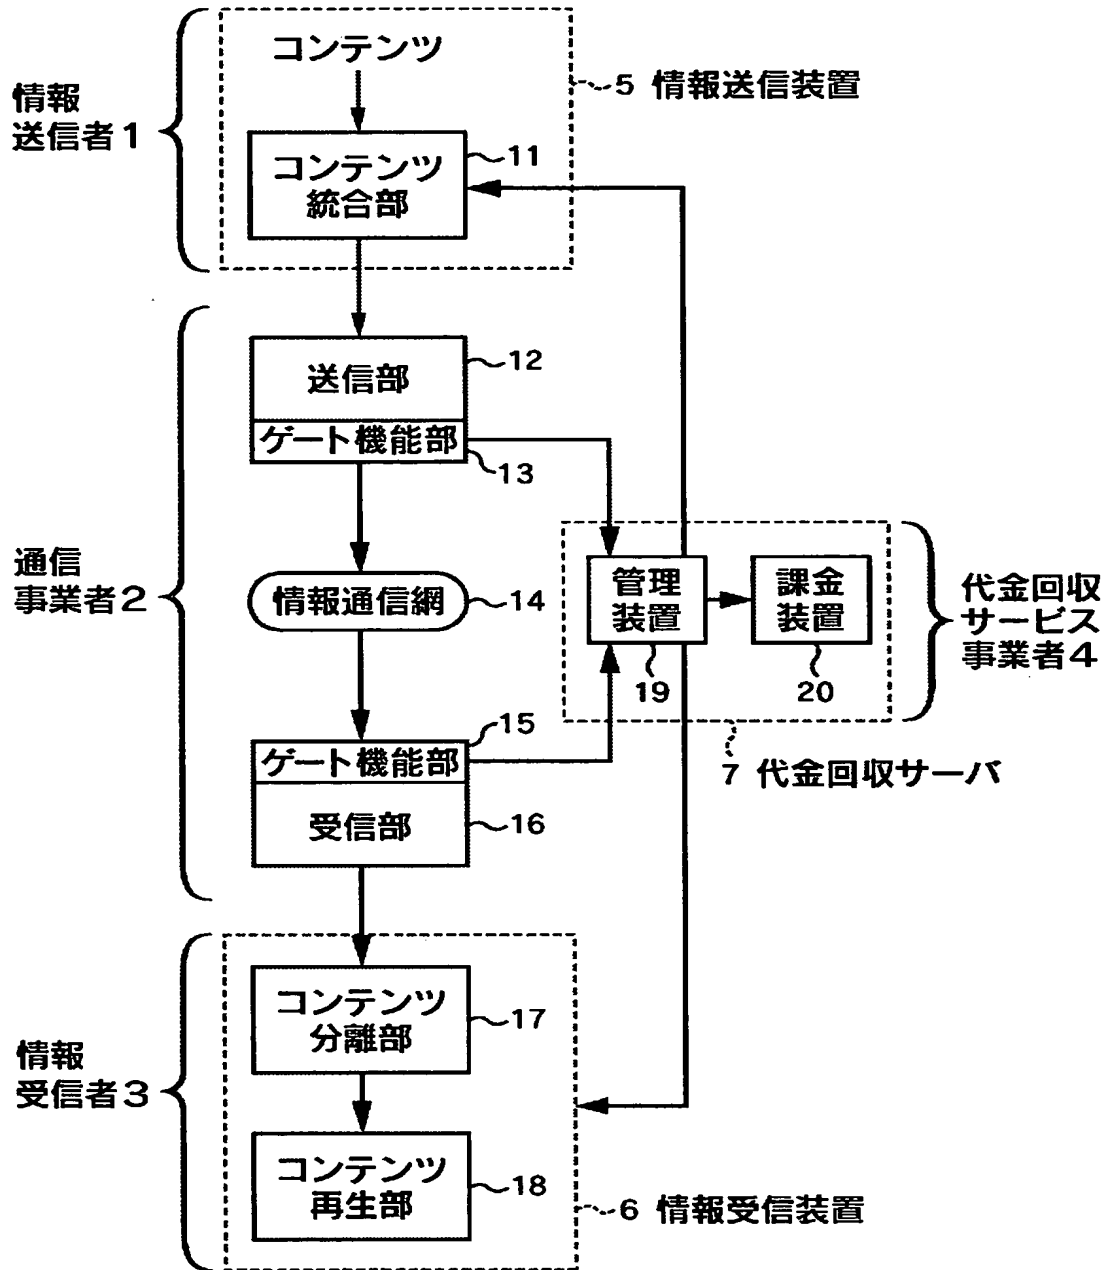 コンテンツ
5 情報送信装置
情報
送信者1
コンテンツ
統合部
11
送信部
12
ゲート機能部
13
通信
事業者2
情報通信網
14
管理
装置
19
課金
装置
20
代金回収
サービス
事業者4
7 代金回収サーバ
15
ゲート機能部
受信部
16
情報
受信者3
コンテンツ
分離部
17
コンテンツ
再生部
18
6 情報受信装置